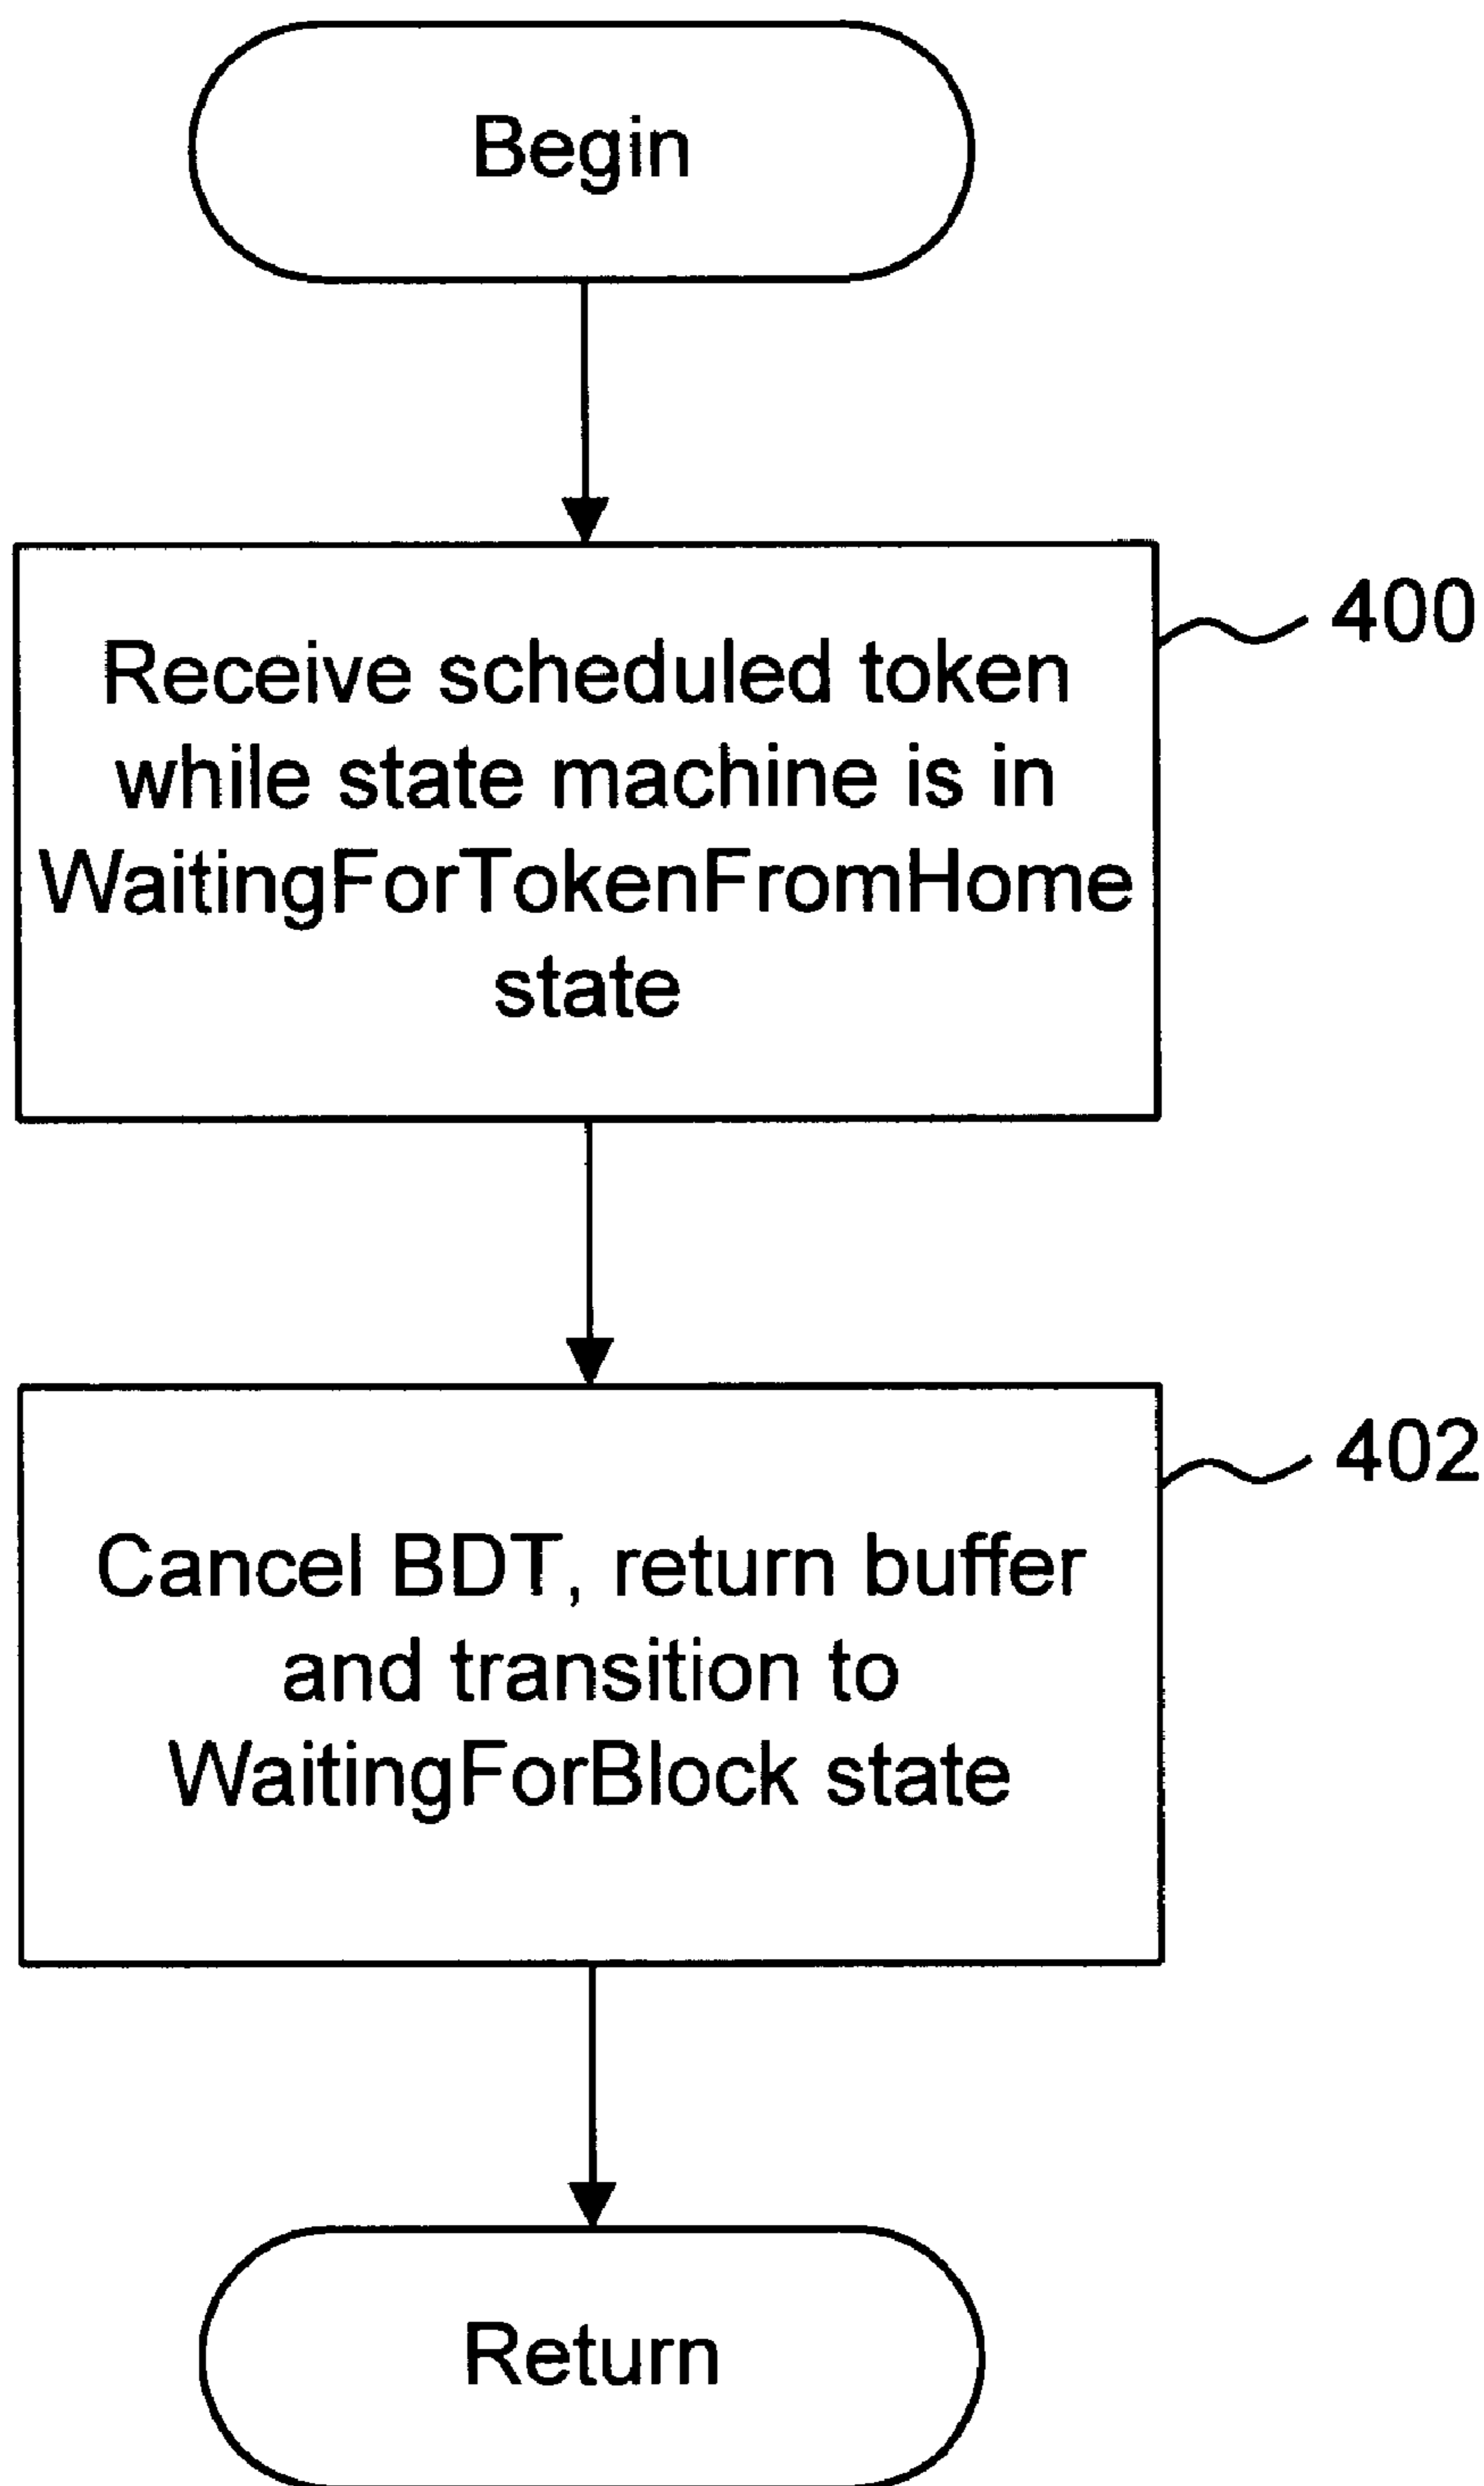 Begin
400
Receive scheduled token
while state machine is in
WaitingForTokenFromHome
state
402
Cancel BDT, return buffer
and transition to
WaitingForBlock state
Return